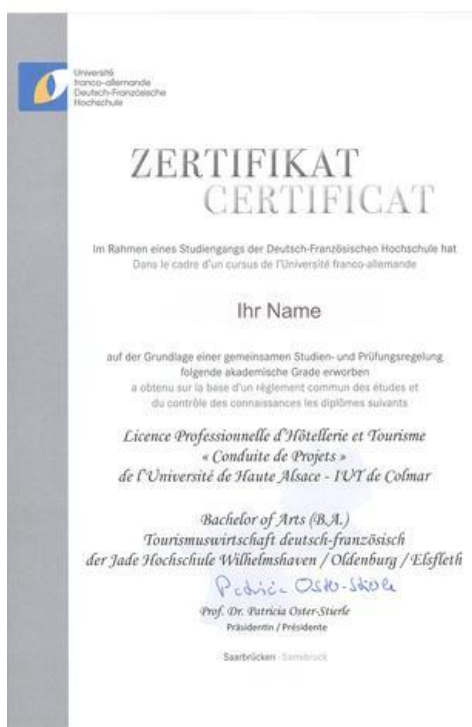 Université
franco-allemande
Deutsch-Französische
Hochschule
ZERTIFIKAT
CERTIFICAT
Im Rahmen eines Studiengangs der Deutsch-Französischen Hochschule hat
Dans le cadre d'un cursus de l'Université franco-allemande
Ihr Name
auf der Grundlage einer gemeinsamen Studien- und Prüfungsregelung
folgende akademische Grade erworben
a obtenu sur la base d'un règlement commun des études et
du contrôle des connaissances les diplômes suivants
Licence Professionnelle d'Hôtellerie et Tourisme
« Conduite de Projets »
de l'Université de Haute Alsace - IUT de Colmar
Bachelor of Arts (B.A.)
Tourismuswirtschaft deutsch-französisch
der Jade Hochschule Wilhelmshaven / Oldenburg / Elsfleth
Patricia Oster-Stierle
Prof. Dr. Patricia Oster-Stierle
Präsidentin / Présidente
Saarbrücken - Sarrebruck